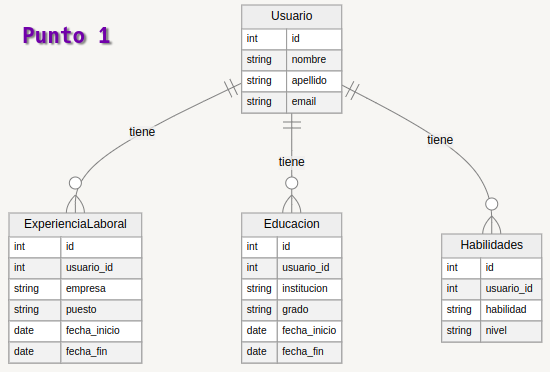 Punto 1
Usuario
int id
string nombre
string apellido
string email
tiene
tiene
tiene
ExperienciaLaboral
int id
int usuario_id
string empresa
string puesto
date fecha_inicio
date fecha_fin
Educacion
int id
int usuario_id
string institucion
string grado
date fecha_inicio
date fecha_fin
Habilidades
int id
int usuario_id
string habilidad
string nivel